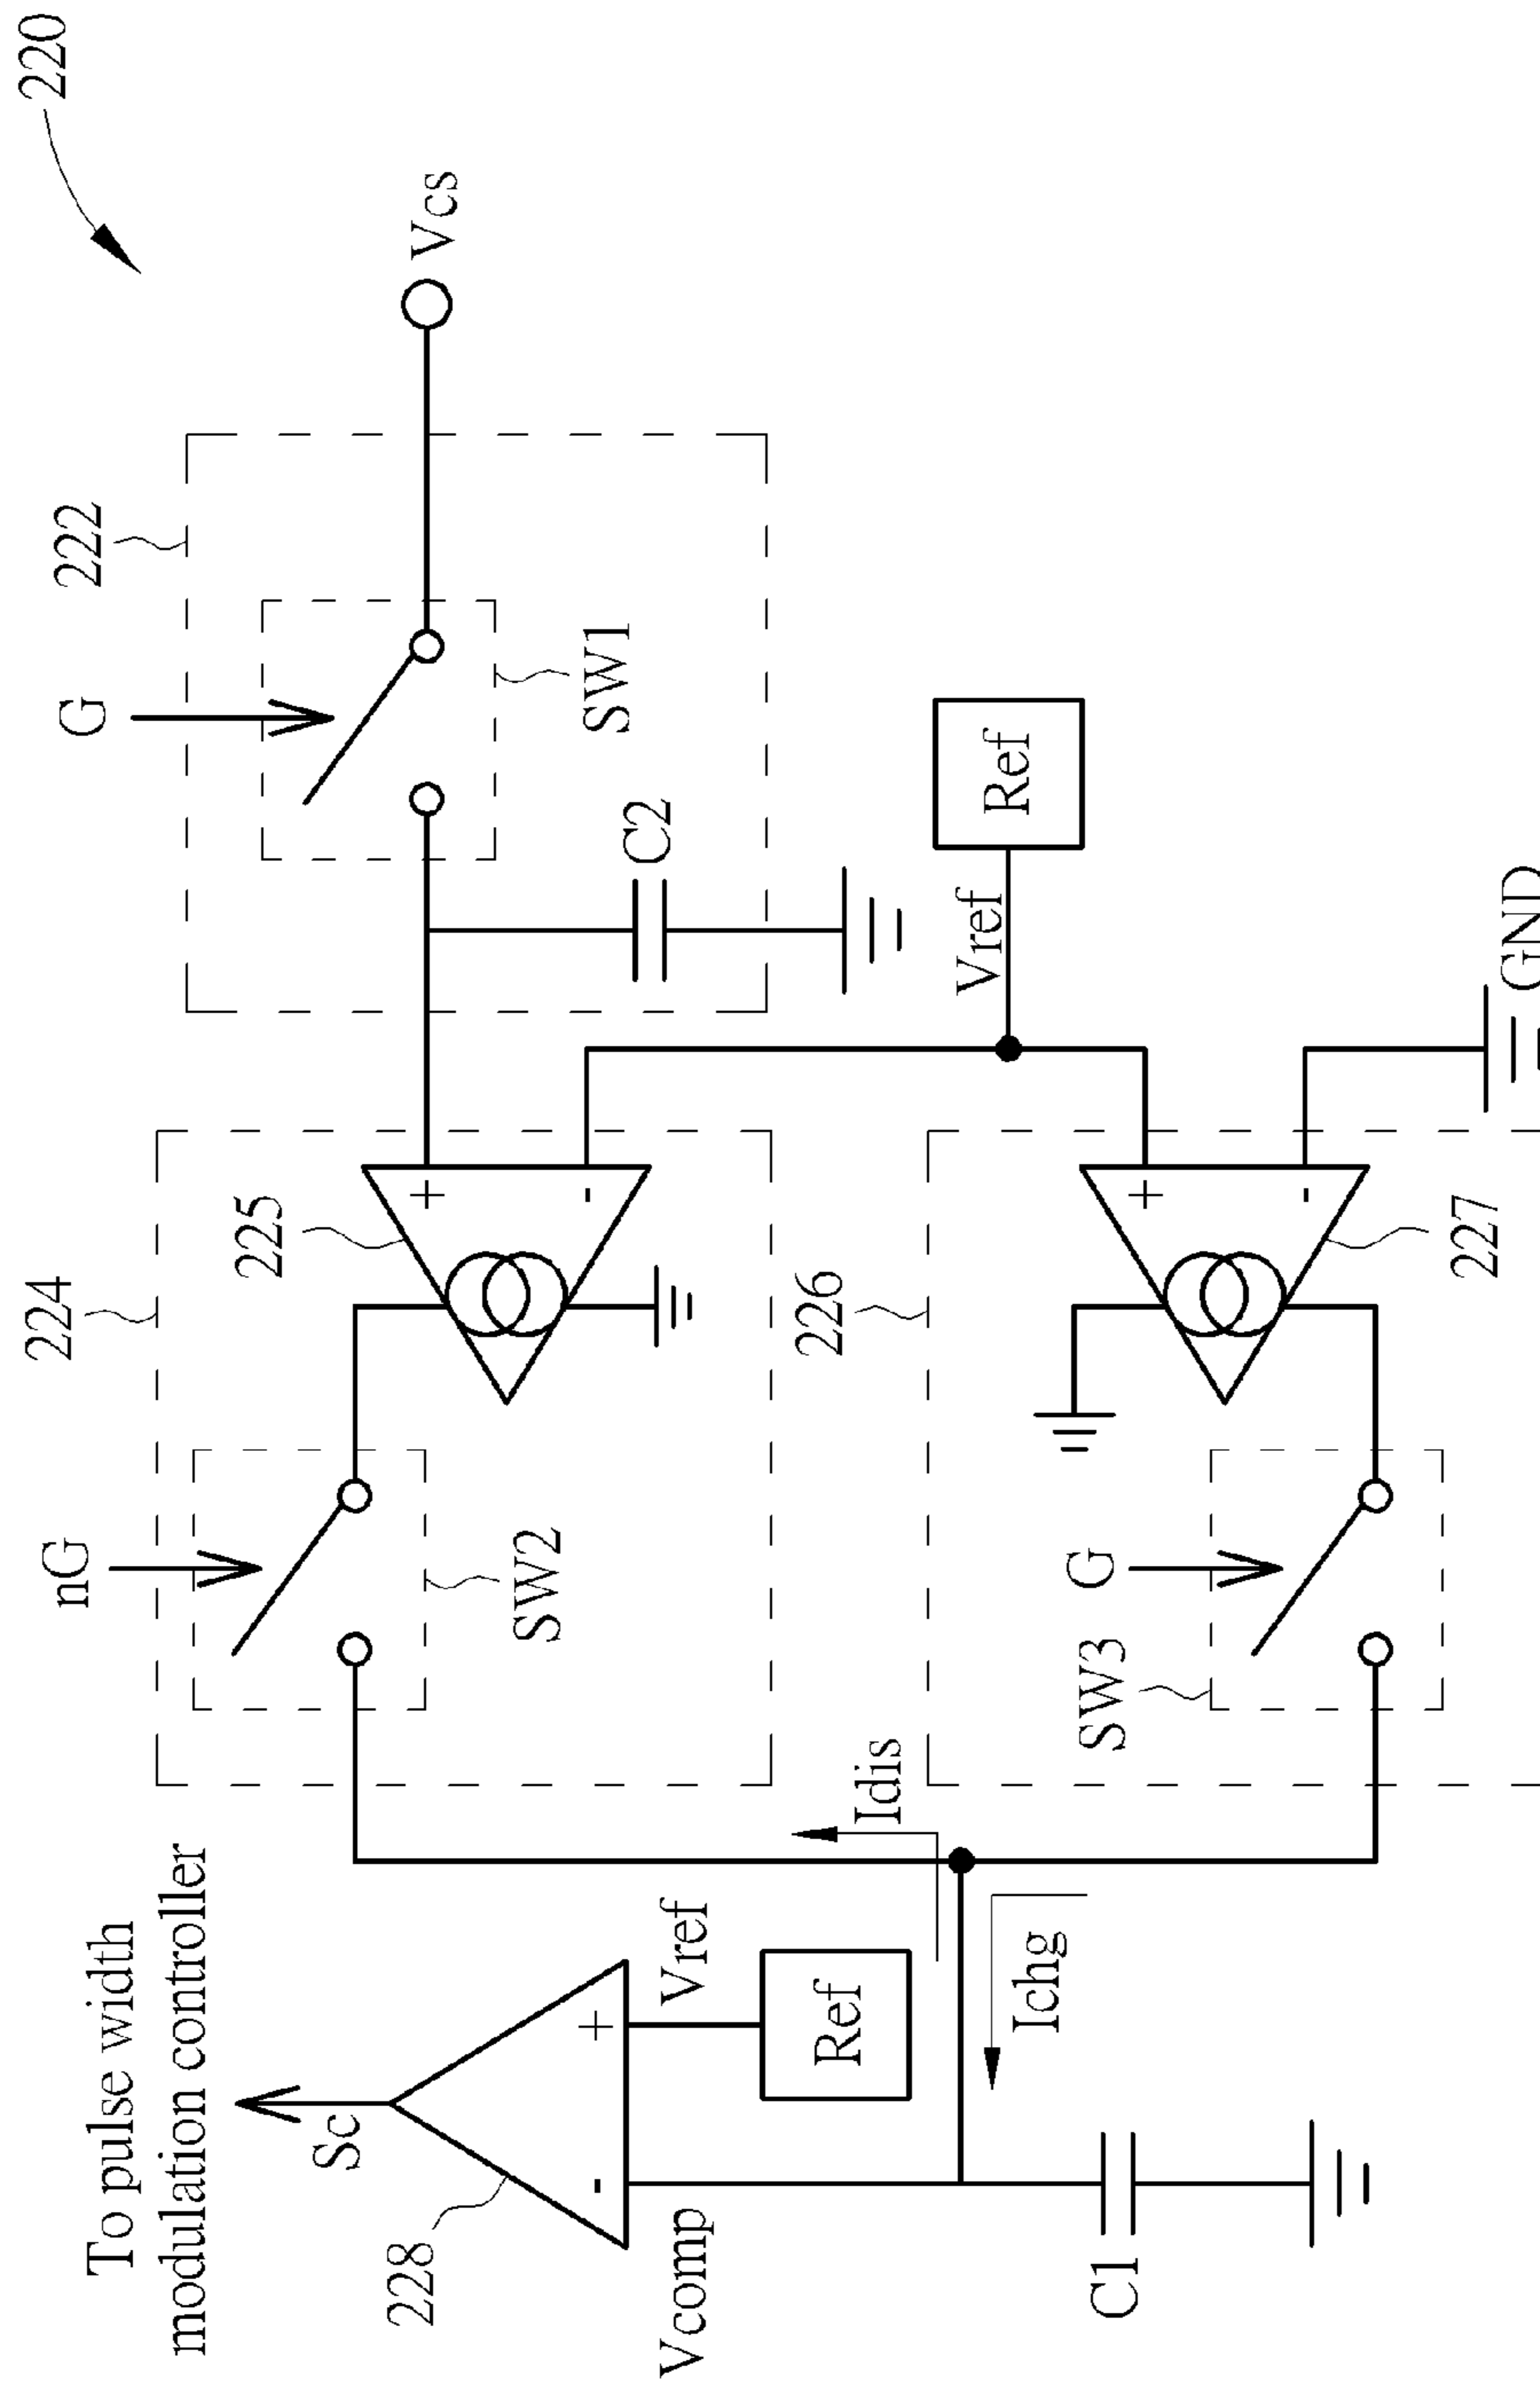 220
To pulse width
modulation controller
nG
224
G
222
Sc
225
SW1
Vcs
228
SW2
C2
Vcomp
Vref
Ref
Idis
226
Vref
Ref
Ichg
C1
SW3
G
227
GND